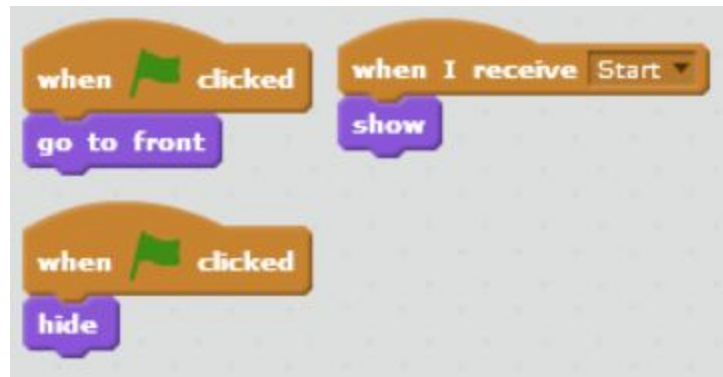 when clicked
go to front
when I receive Start
show
when clicked
hide